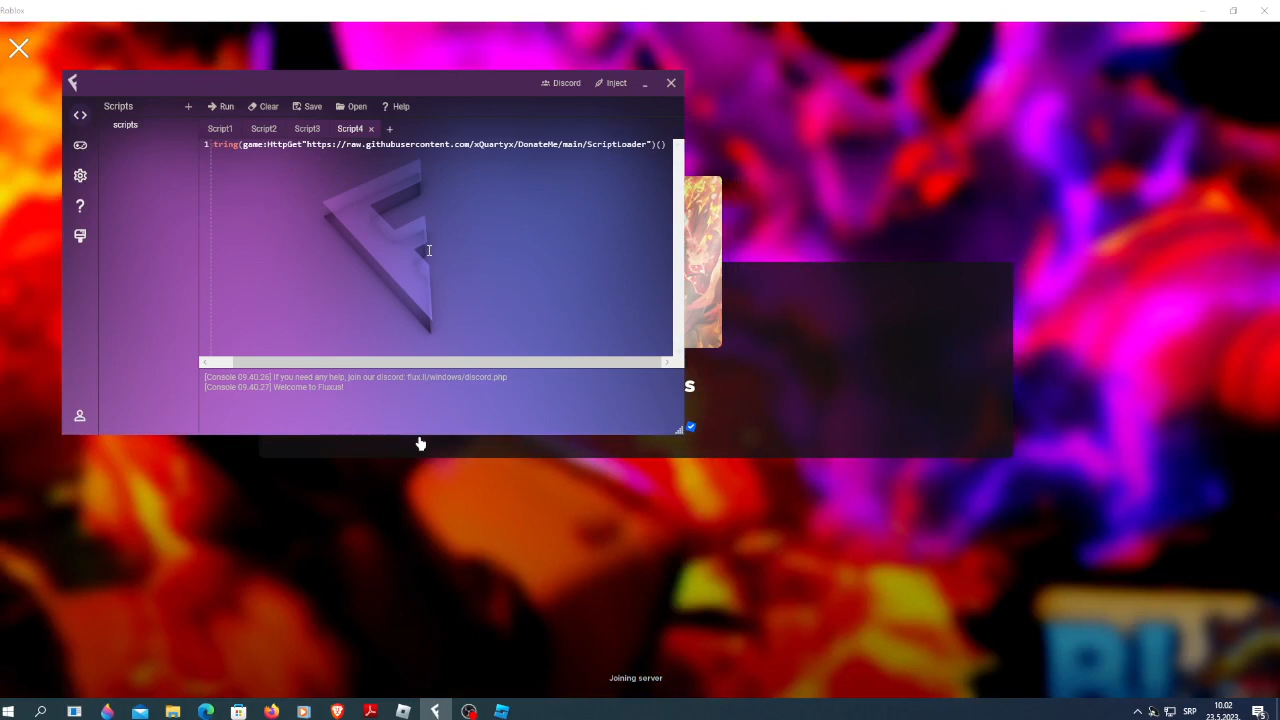 Roblox
Discord
Inject
Scripts
Run
Clear
Save
Open
Help
scripts
Script1
Script2
Script3
Script4
1 tring(game:HttpGet"https://raw.githubusercontent.com/xQuartyx/DonateMe/main/ScriptLoader")()
[Console 09.40.26] If you need any help, join our discord: flux.li/windows/discord.php
[Console 09.40.27] Welcome to Fluxus!
s
Joining server
SRP
10.02
23.5.2023.